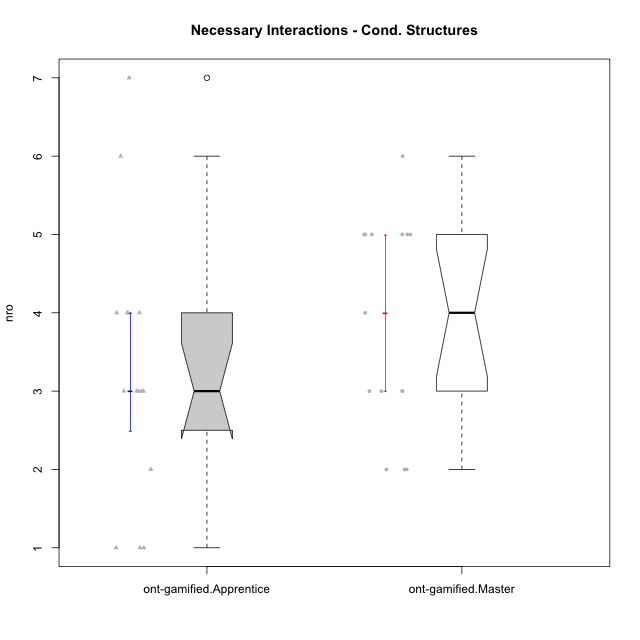 Necessary Interactions - Cond. Structures
7
6
5
4
3
2
1
nro
ont-gamified.Apprentice
ont-gamified.Master